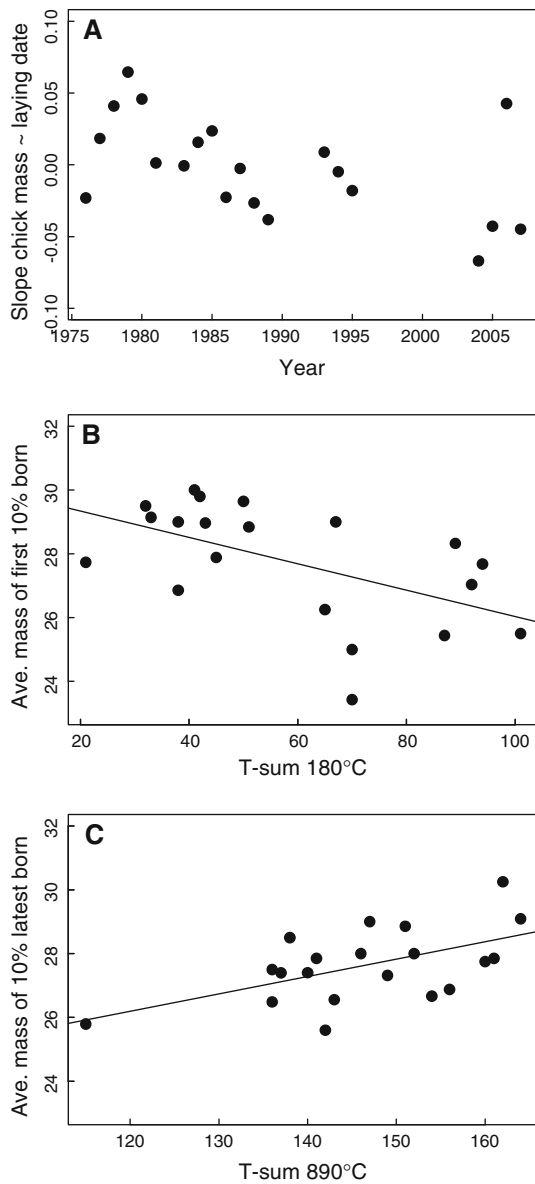 A
Slope chick mass ~ laying date
0.10
0.05
0.00
-0.05
-0.10
1975 1980 1985 1990 1995 2000 2005
Year
B
Ave. mass of first 10% born
32
30
28
26
24
20 40 60 80 100
T-sum 180°C
C
Ave. mass of 10% latest born
32
30
28
26
24
120 130 140 150 160
T-sum 890°C